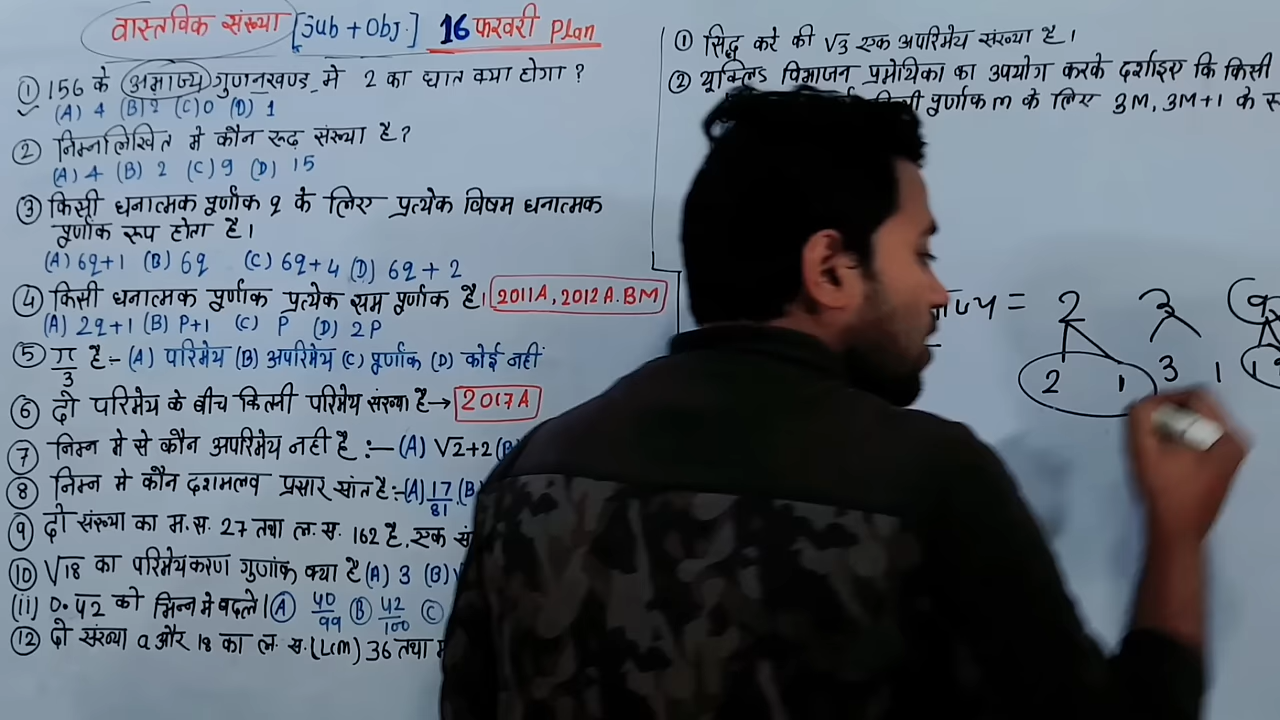 वास्तविक संख्या [Sub + Obj.] 16 फरवरी Plan
① 156 के अभाज्य गुणनखण्ड मे 2 का घात क्या होगा ?
(A) 4 (B) 2 (C) 0 (D) 1
② निम्नलिखित मे कौन रूढ़ संख्या है ?
(A) 4 (B) 2 (C) 9 (D) 15
③ किसी धनात्मक पूर्णांक q के लिए प्रत्येक विषम धनात्मक
पूर्णांक रूप होता है।
(A) 6q+1 (B) 6q (C) 6q+4 (D) 6q+2
④ किसी धनात्मक पूर्णांक प्रत्येक सम पूर्णांक है। 2011A, 2012A.BM
(A) 2q+1 (B) P+1 (C) P (D) 2P
⑤ π/3 है :- (A) परिमेय (B) अपरिमेय (C) पूर्णांक (D) कोई नहीं
⑥ दो परिमेय के बीच कितनी परिमेय संख्या है → 2017A
⑦ निम्न मे से कौन अपरिमेय नही है :— (A) √2+2
⑧ निम्न मे कौन दशमलव प्रसार सांत है:-(A) 17/81
⑨ दो संख्या का म.स. 27 तथा ल.स. 162 है, एक
⑩ √18 का परिमेयकरण गुणांक क्या है (A) 3 (B)
(11) 0.42 को भिन्न मे बदले। Ⓐ 40/99 Ⓑ 42/100 Ⓒ
⑫ दो संख्या a और 18 का ल. स. (Lcm) 36 तथा
① सिद्ध करे की √3 एक अपरिमेय संख्या है।
② यूक्लिड विभाजन प्रमेयिका का उपयोग करके दर्शाइए कि किसी
पूर्णांक m के लिए 3M, 3M+1 के
= 2 3 9
2 1 3 1 1